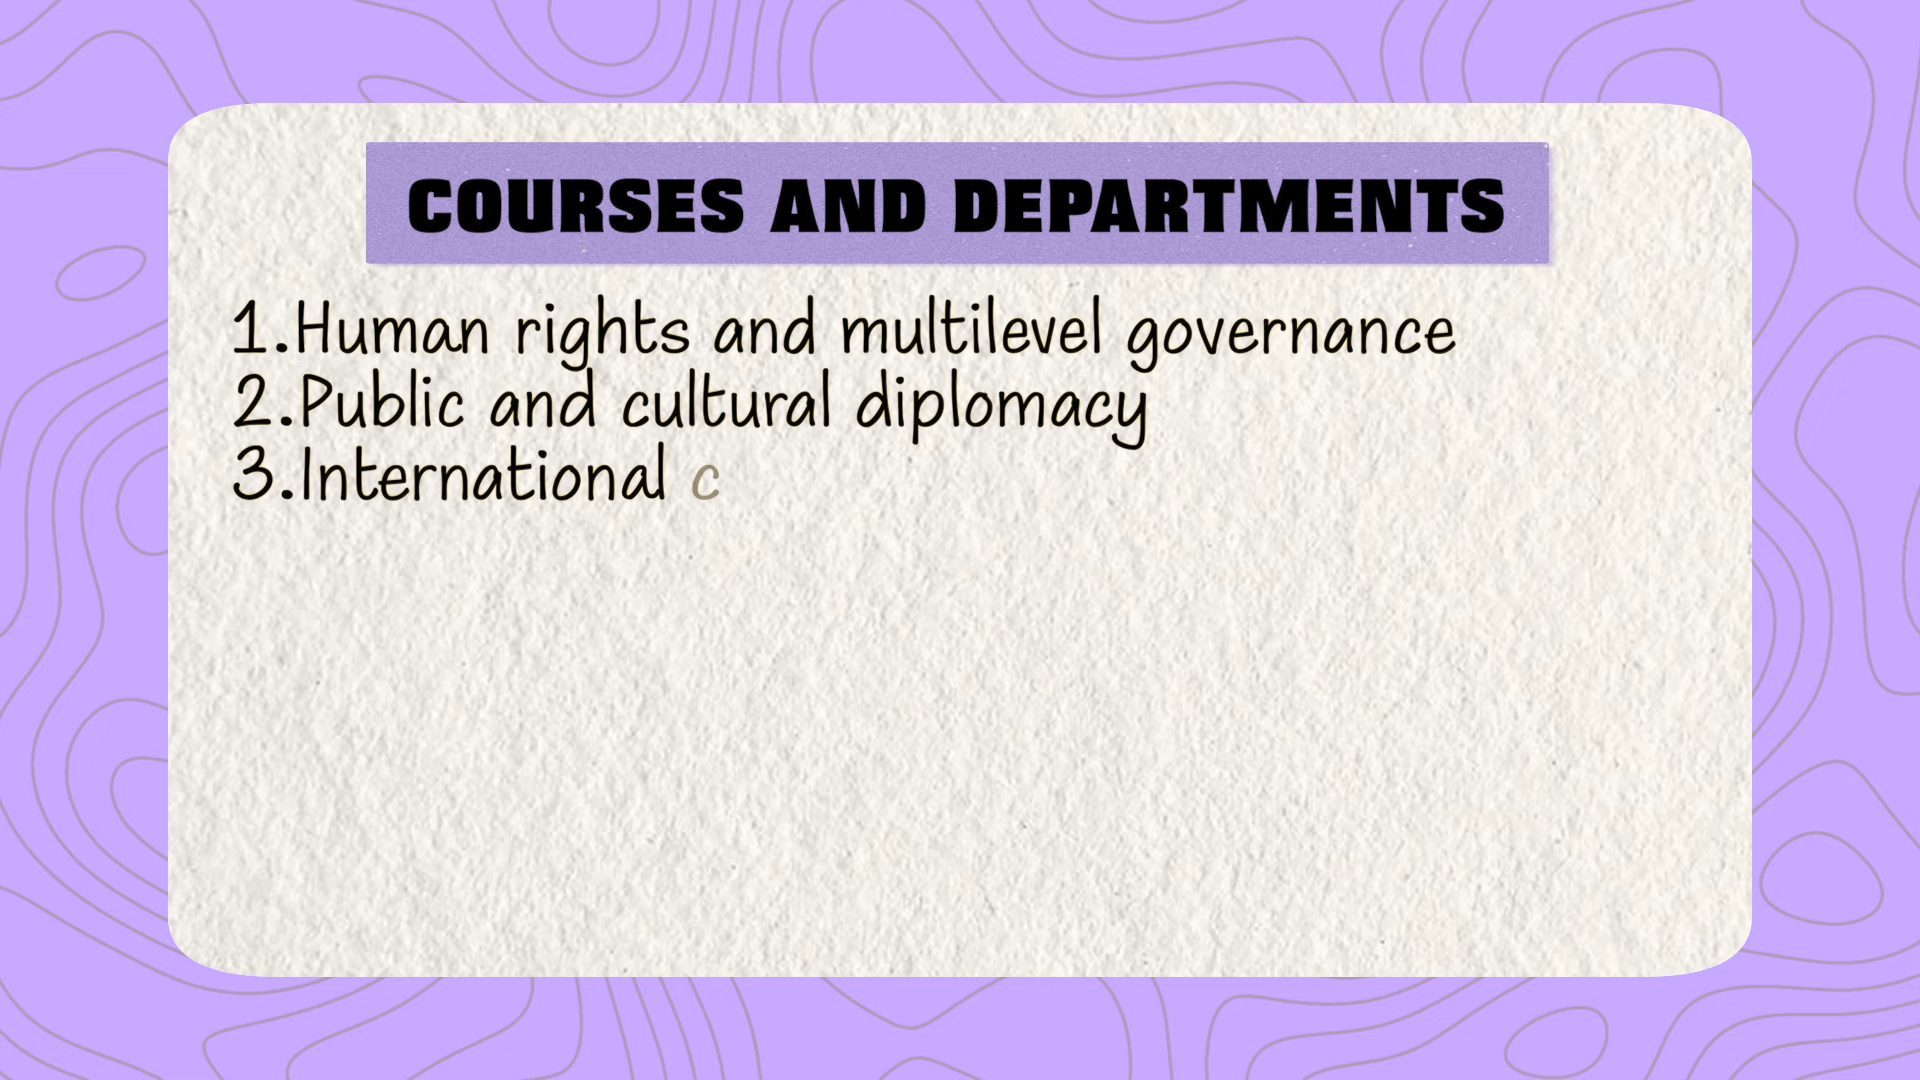 COURSES AND DEPARTMENTS
1.Human rights and multilevel governance
2.Public and cultural diplomacy
3.International c